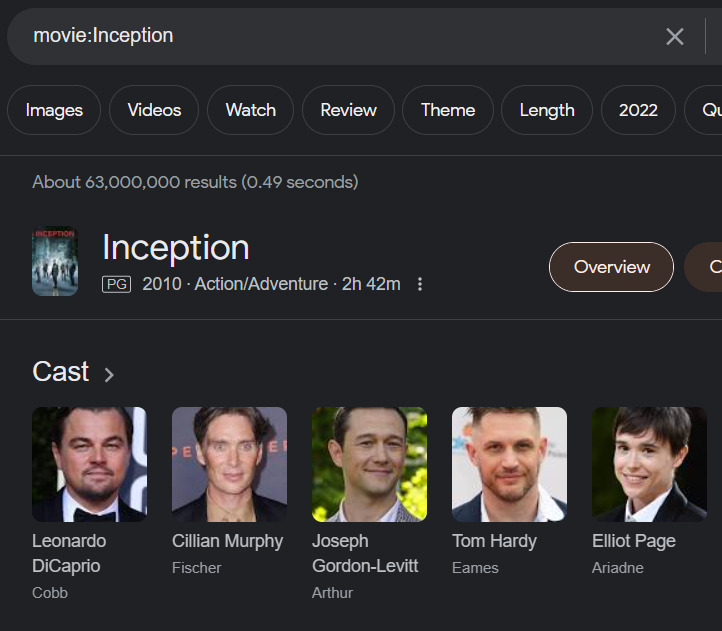 movie:Inception
Images Videos Watch Review Theme Length 2022 Qu
About 63,000,000 results (0.49 seconds)
INCEPTION
Inception
PG 2010 · Action/Adventure · 2h 42m
Overview C
Cast
Leonardo DiCaprio
Cobb
Cillian Murphy
Fischer
Joseph Gordon-Levitt
Arthur
Tom Hardy
Eames
Elliot Page
Ariadne